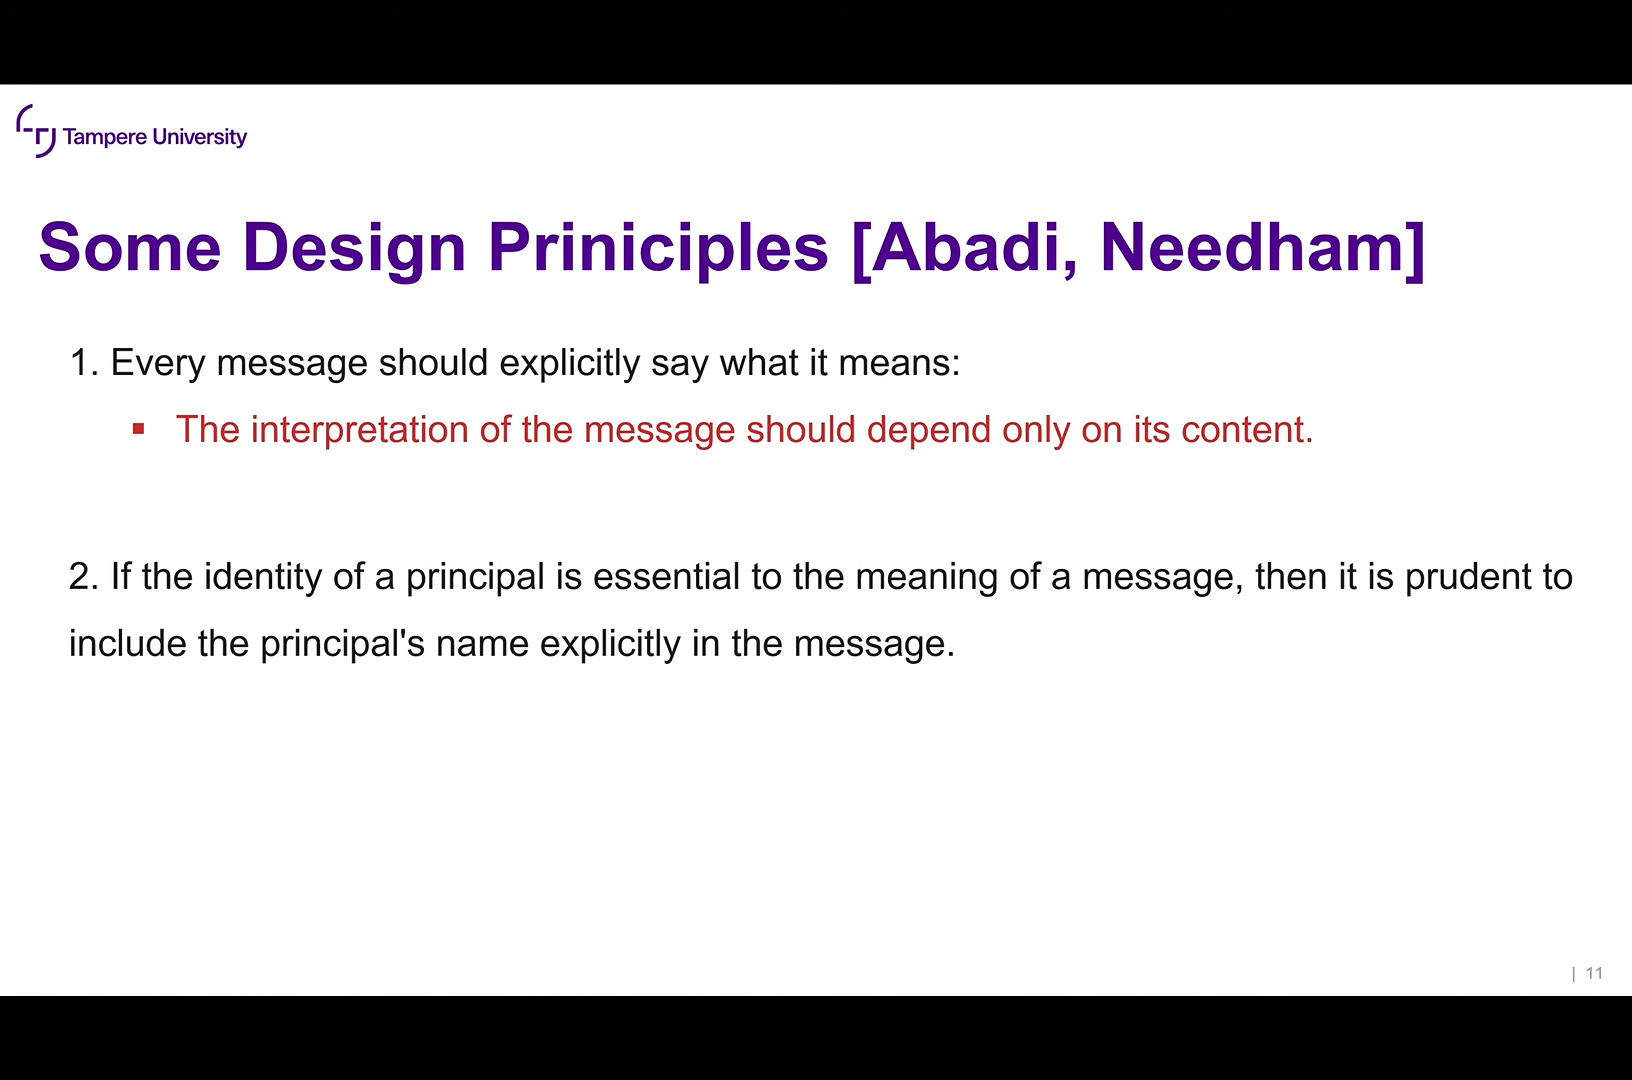 Tampere University
Some Design Priniciples [Abadi, Needham]
1. Every message should explicitly say what it means:
▪ The interpretation of the message should depend only on its content.
2. If the identity of a principal is essential to the meaning of a message, then it is prudent to
include the principal's name explicitly in the message.
| 11